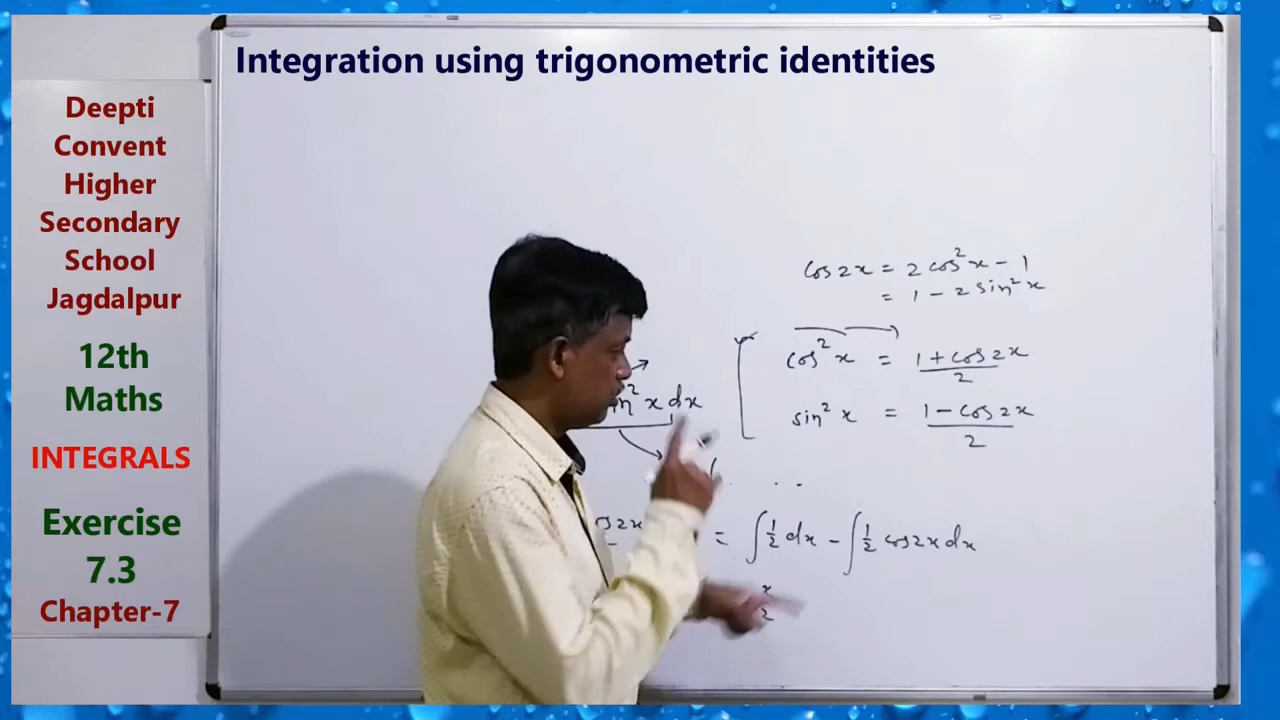 Integration using trigonometric identities
Deepti
Convent
Higher
Secondary
School
Jagdalpur
12th
Maths
INTEGRALS
Exercise
7.3
Chapter-7
cos 2x = 2 cos²x - 1
= 1 - 2 sin²x
cos²x = (1 + cos 2x)/2
sin²x = (1 - cos 2x)/2
x dx
= ∫ 1/2 dx - ∫ 1/2 cos 2x dx
x/2